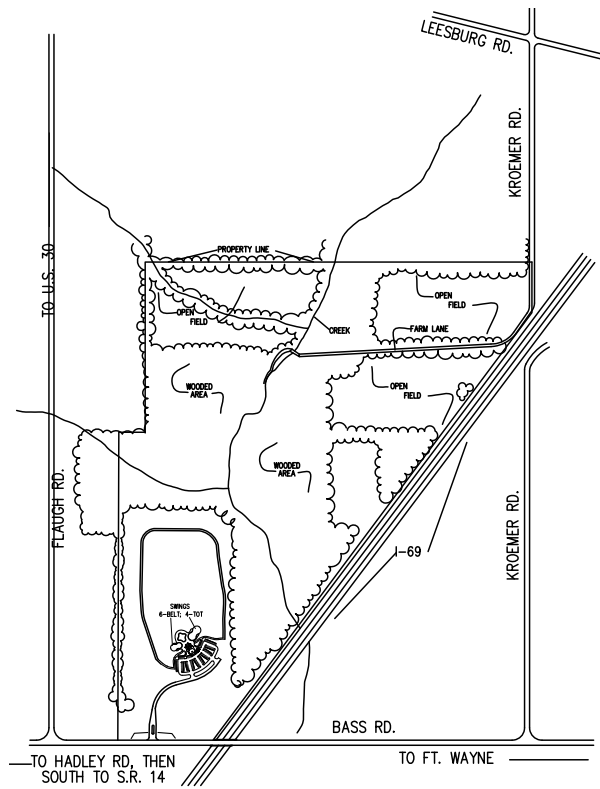 LEESBURG RD.
KROEMER RD.
TO U.S. 30
PROPERTY LINE
OPEN
FIELD
OPEN
FIELD
CREEK
FARM LANE
WOODED
AREA
OPEN
FIELD
WOODED
AREA
FLAUGH RD.
KROEMER RD.
I-69
SWINGS
6-BELT; 4-TOT
BASS RD.
TO HADLEY RD, THEN
SOUTH TO S.R. 14
TO FT. WAYNE